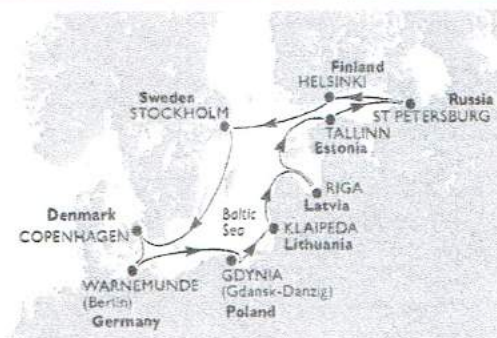 Finland
HELSINKI
Sweden
STOCKHOLM
Russia
ST PETERSBURG
TALLINN
Estonia
RIGA
Latvia
Denmark
COPENHAGEN
Baltic
Sea
KLAIPEDA
Lithuania
WARNEMUNDE
(Berlin)
Germany
GDYNIA
(Gdansk-Danzig)
Poland